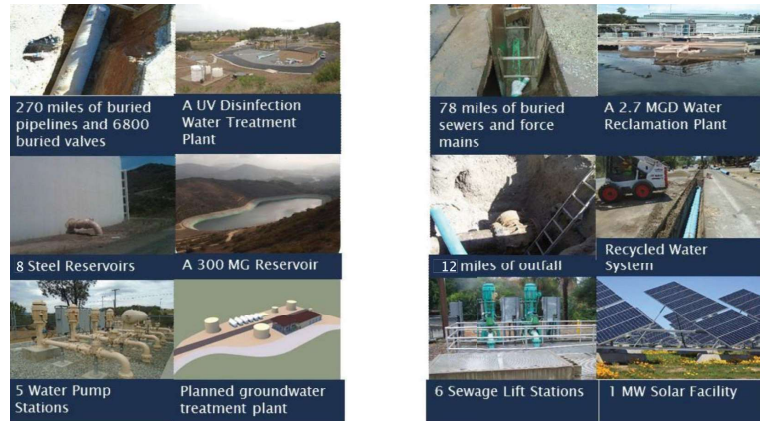 270 miles of buried
pipelines and 6800
buried valves
A UV Disinfection
Water Treatment
Plant
78 miles of buried
sewers and force
mains
A 2.7 MGD Water
Reclamation Plant
8 Steel Reservoirs
A 300 MG Reservoir
12 miles of outfall
Recycled Water
System
5 Water Pump
Stations
Planned groundwater
treatment plant
6 Sewage Lift Stations
1 MW Solar Facility